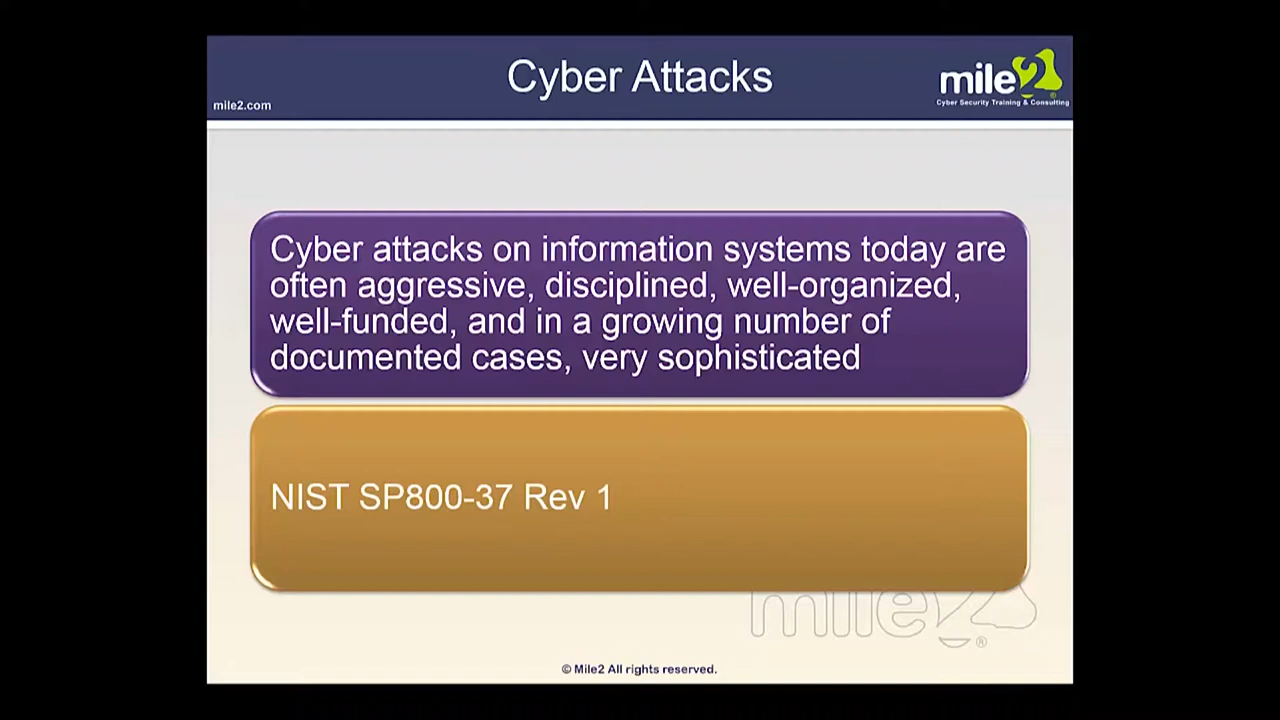 Cyber Attacks
mile2.com
mile2
Cyber Security Training & Consulting
Cyber attacks on information systems today are
often aggressive, disciplined, well-organized,
well-funded, and in a growing number of
documented cases, very sophisticated
NIST SP800-37 Rev 1
mile2®
© Mile2 All rights reserved.